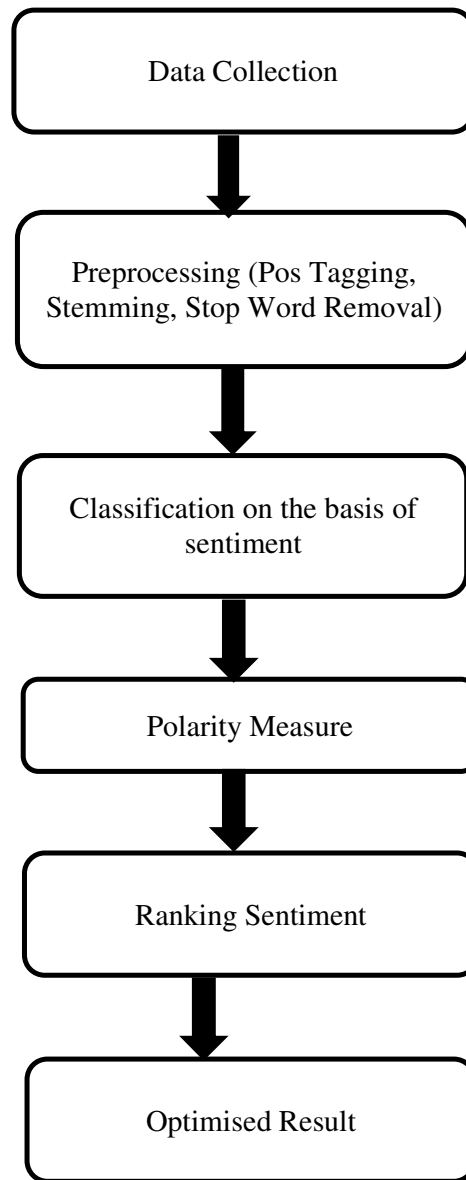 Data Collection
Preprocessing (Pos Tagging,
Stemming, Stop Word Removal)
Classification on the basis of
sentiment
Polarity Measure
Ranking Sentiment
Optimised Result